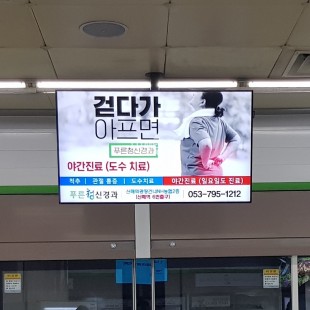 걷다가
아프면
푸른청신경과
야간진료 (도수 치료)
척추 | 관절 통증 | 도수치료 야간진료 (일요일도 진료)
푸른청신경과 053-795-1212